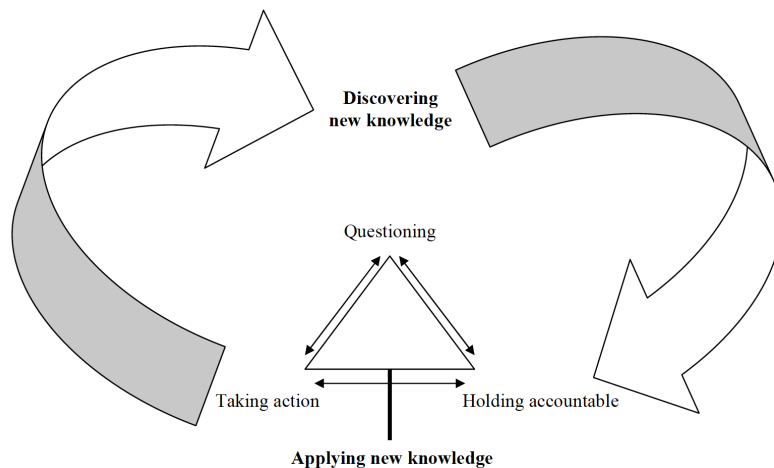 Discovering
new knowledge
Questioning
Taking action
Holding accountable
Applying new knowledge